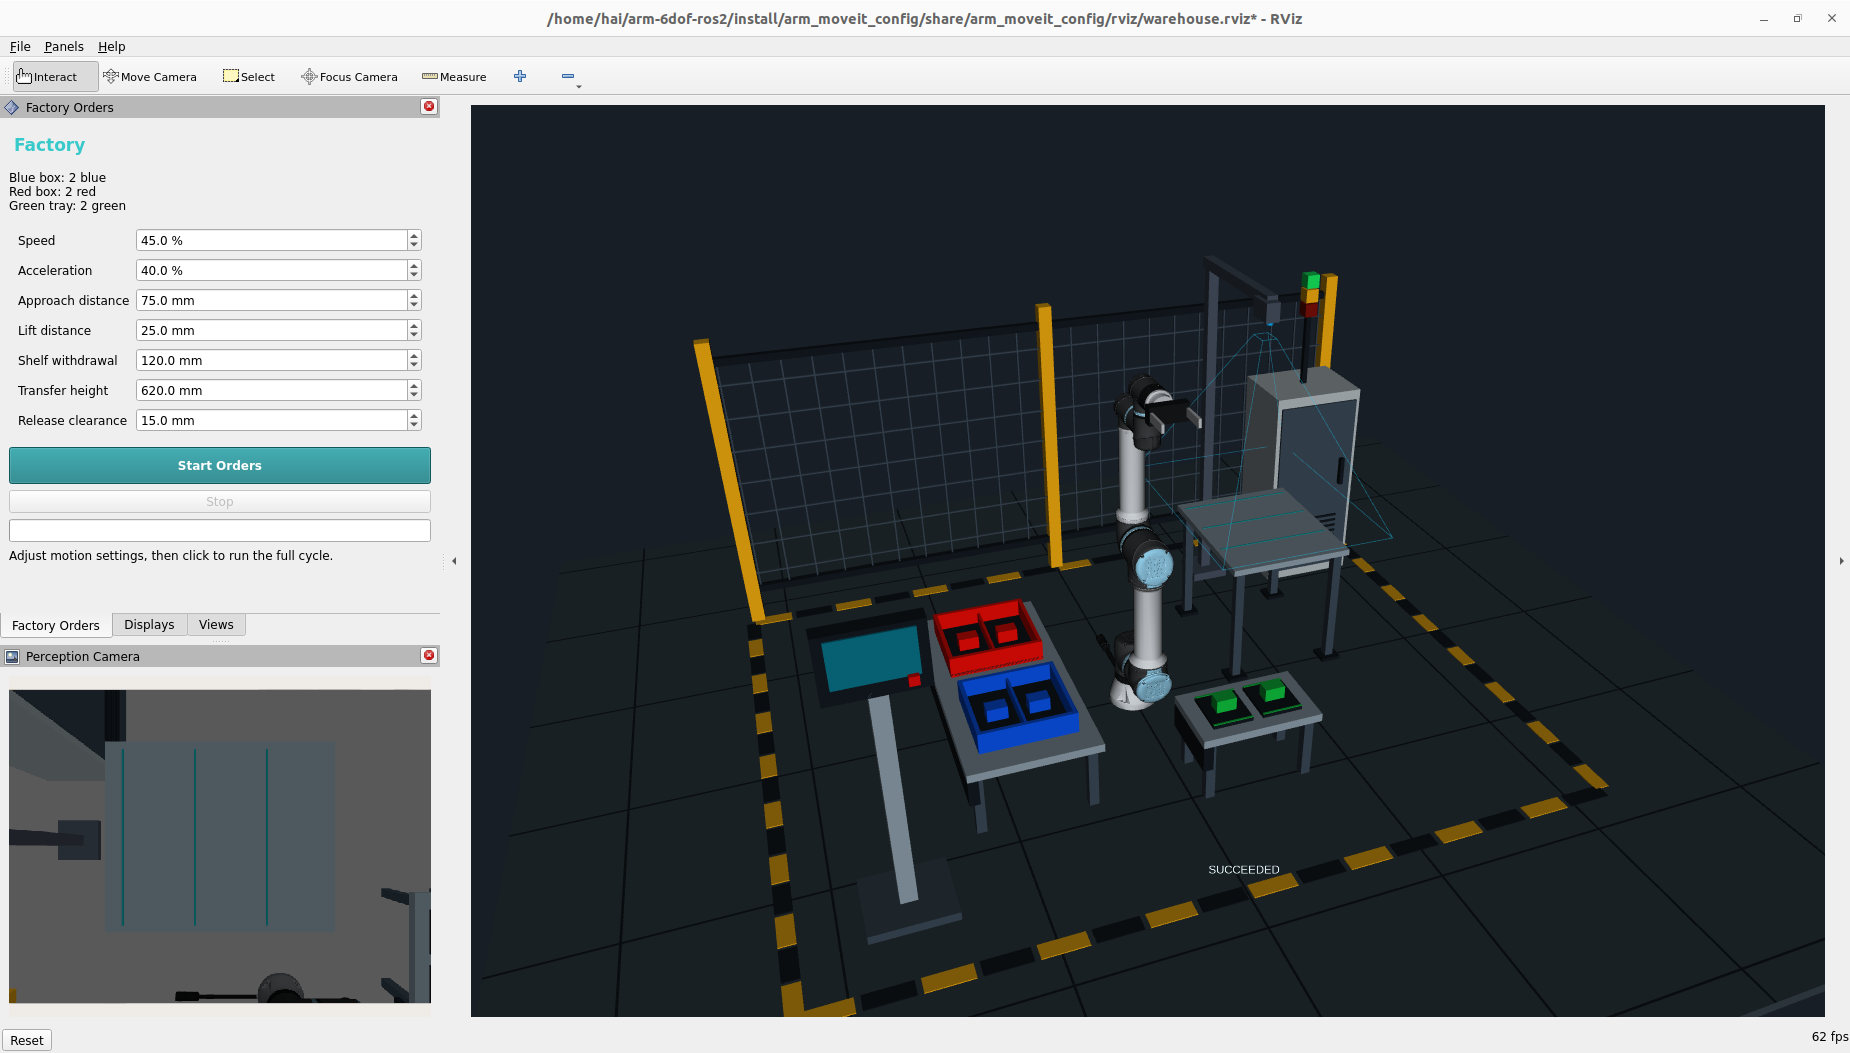 /home/hai/arm-6dof-ros2/install/arm_moveit_config/share/arm_moveit_config/rviz/warehouse.rviz* - RViz
File Panels Help
Interact Move Camera Select Focus Camera Measure
Factory Orders
Factory
Blue box: 2 blue
Red box: 2 red
Green tray: 2 green
Speed 45.0 %
Acceleration 40.0 %
Approach distance 75.0 mm
Lift distance 25.0 mm
Shelf withdrawal 120.0 mm
Transfer height 620.0 mm
Release clearance 15.0 mm
Start Orders
Stop
Adjust motion settings, then click to run the full cycle.
Factory Orders Displays Views
Perception Camera
SUCCEEDED
Reset
62 fps